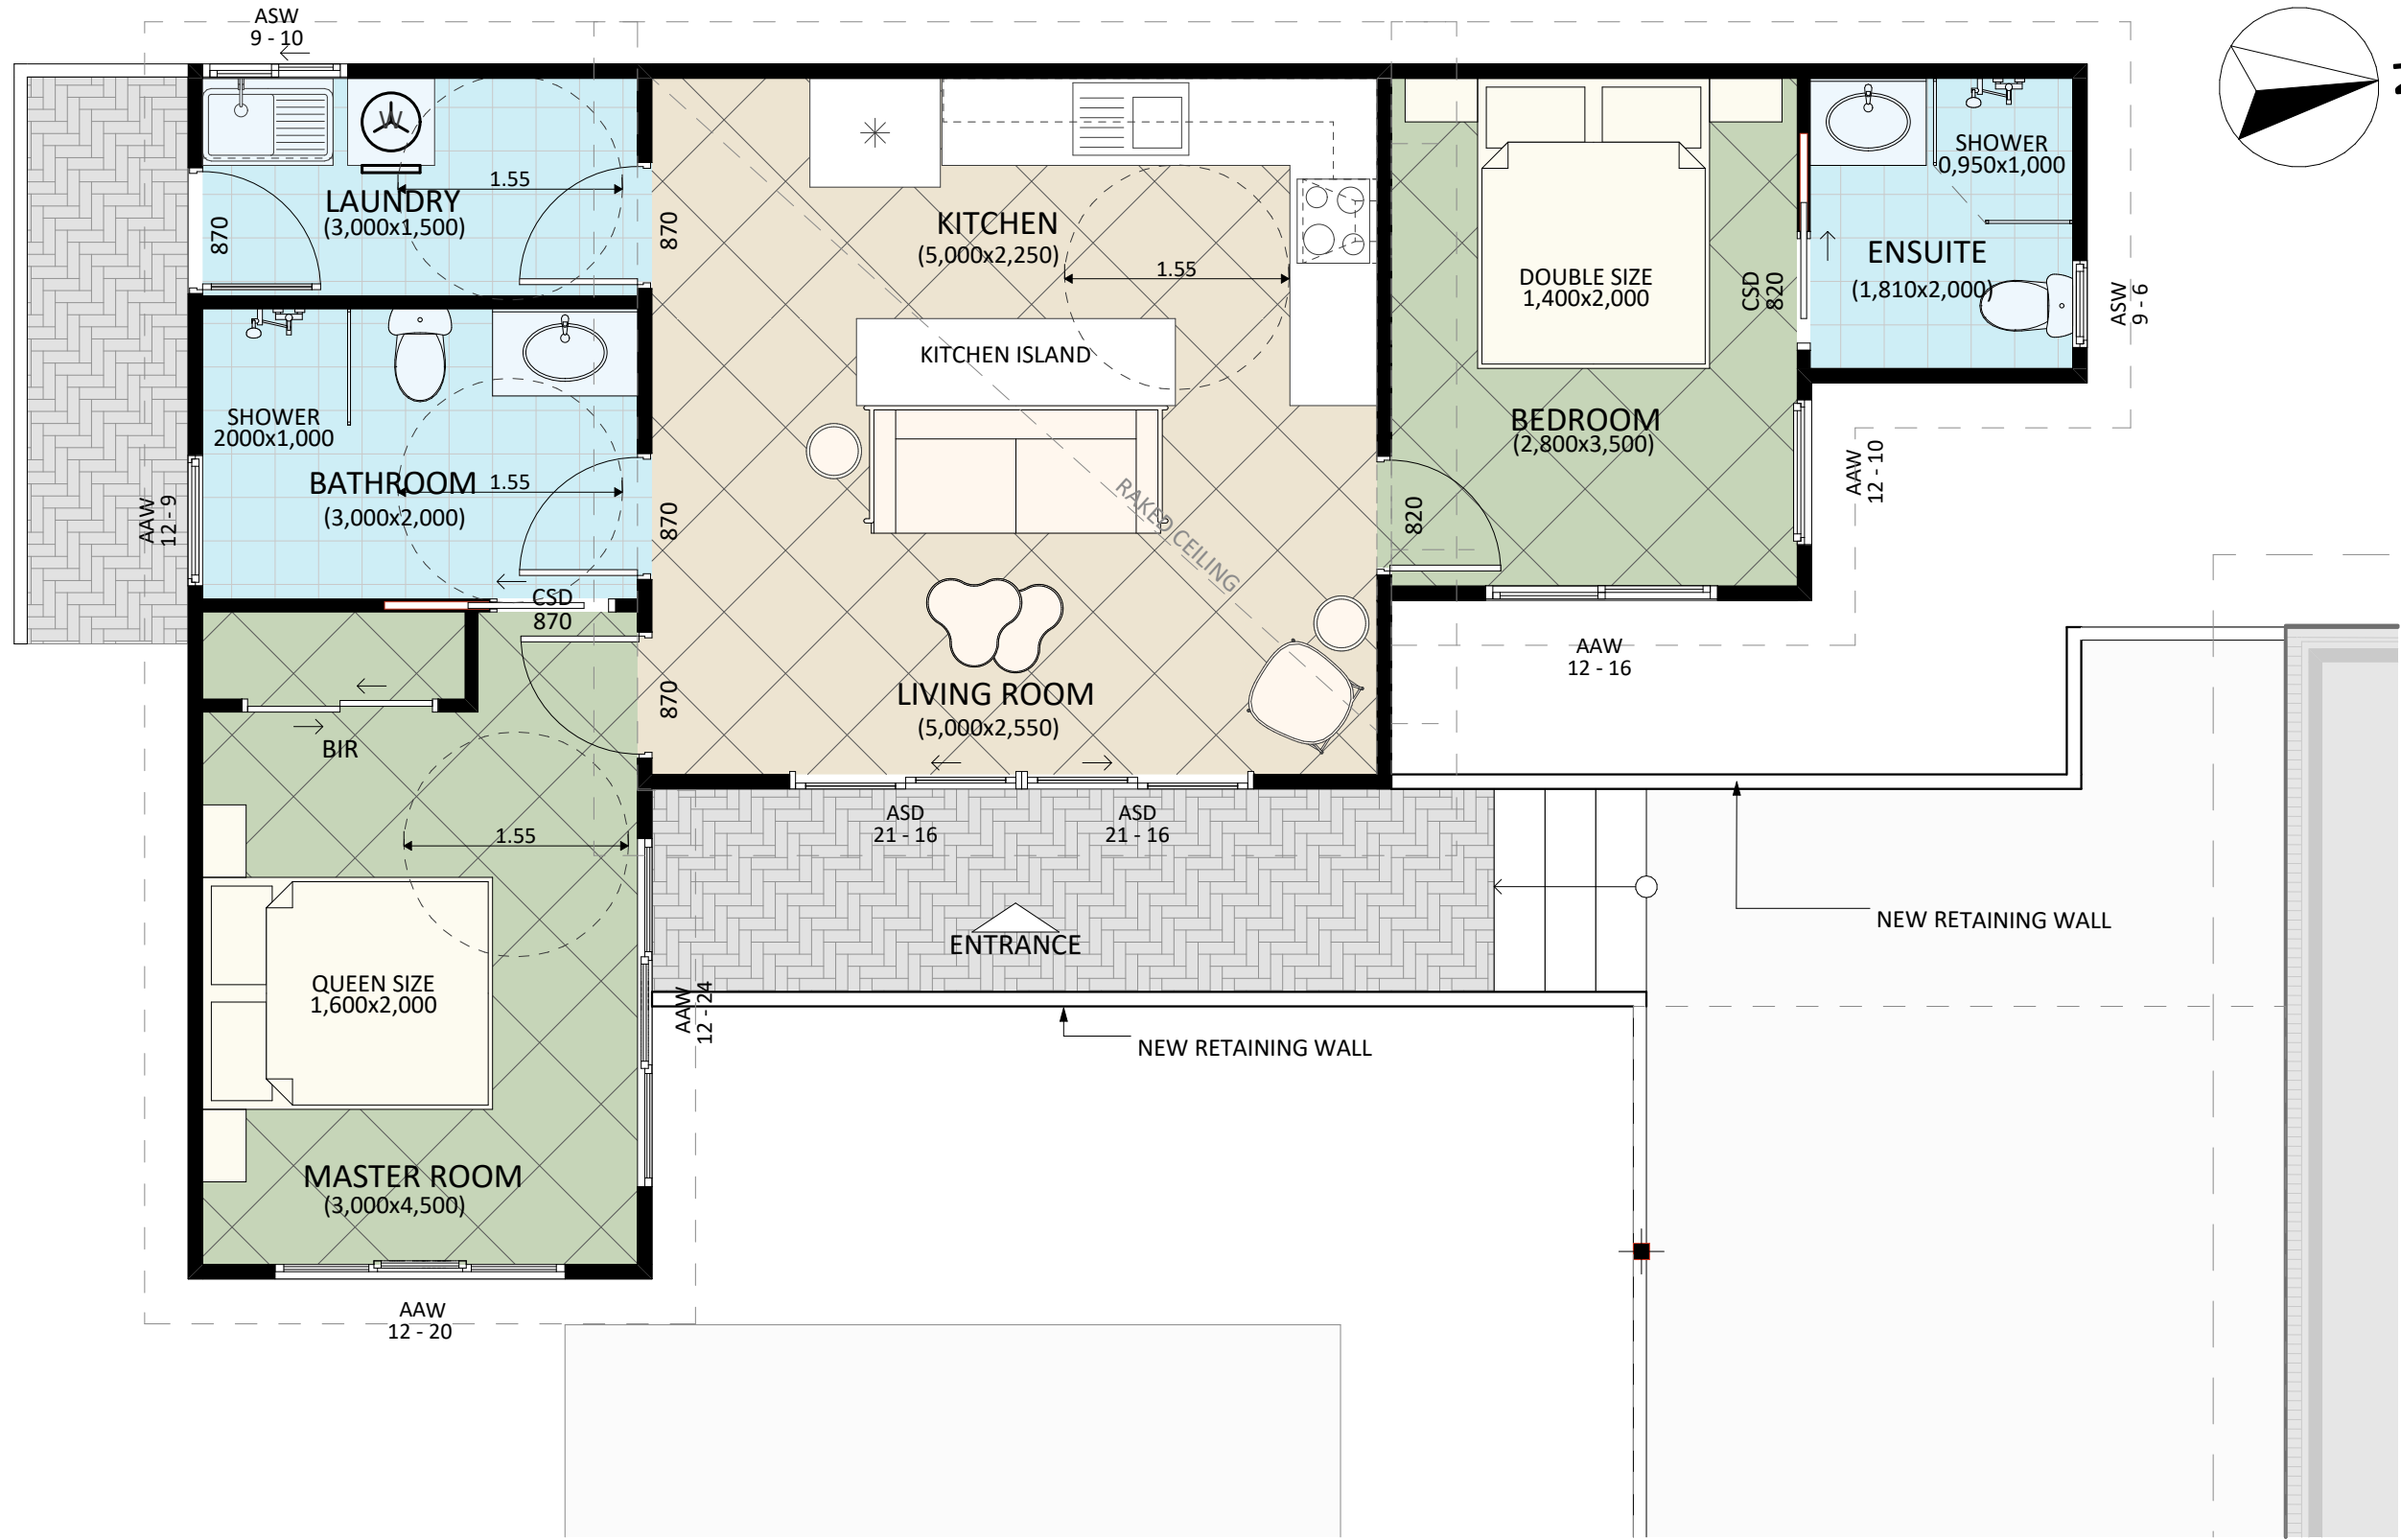 ASW
9 - 10
W
1.55
LAUNDRY
(3,000x1,500)
870
870
KITCHEN
(5,000x2,250)
1.55
KITCHEN ISLAND
DOUBLE SIZE
1,400x2,000
CSD
820
SHOWER
0,950x1,000
ENSUITE
(1,810x2,000)
ASW
9 - 6
SHOWER
2000x1,000
BATHROOM
1.55
(3,000x2,000)
AAW
12 - 9
870
BEDROOM
(2,800x3,500)
820
AAW
12 - 10
RAKED CEILING
CSD
870
AAW
12 - 16
870
LIVING ROOM
(5,000x2,550)
BIR
1.55
ASD
21 - 16
ASD
21 - 16
ENTRANCE
NEW RETAINING WALL
QUEEN SIZE
1,600x2,000
AAW
12 - 24
NEW RETAINING WALL
MASTER ROOM
(3,000x4,500)
AAW
12 - 20